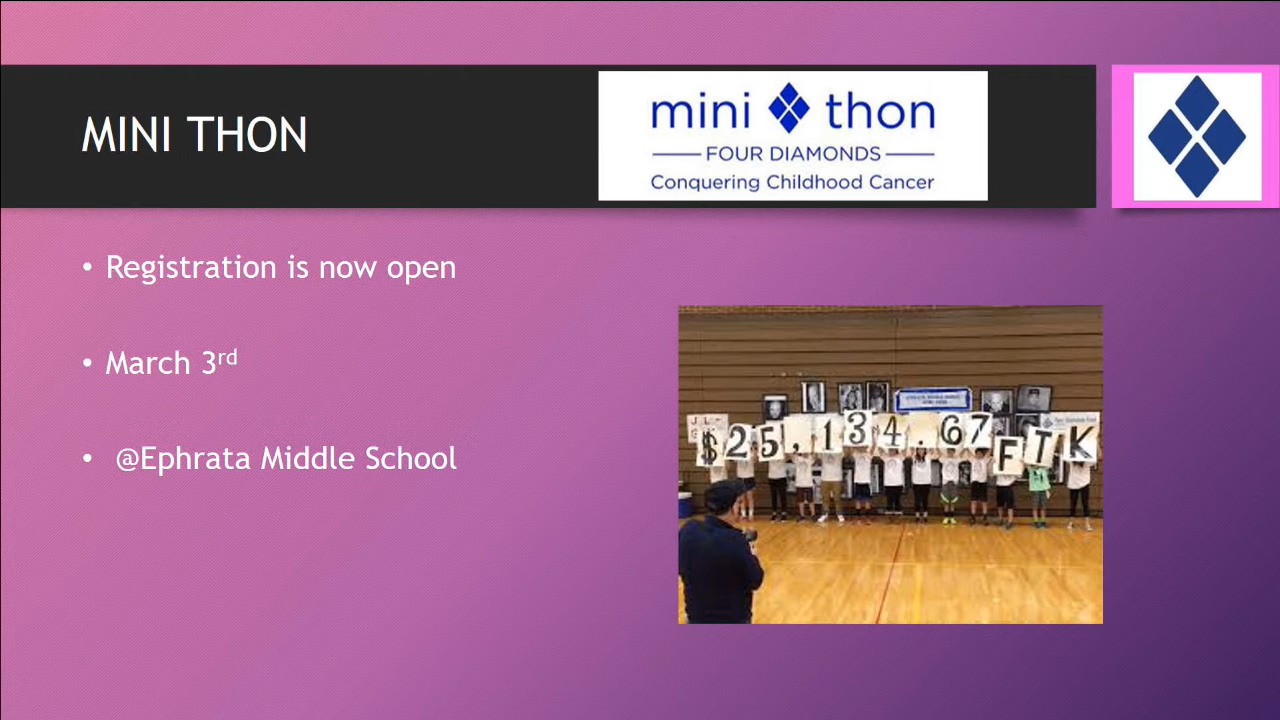 MINI THON
mini thon
FOUR DIAMONDS
Conquering Childhood Cancer
• Registration is now open
• March 3rd
• @Ephrata Middle School
$25,134.67
FTK